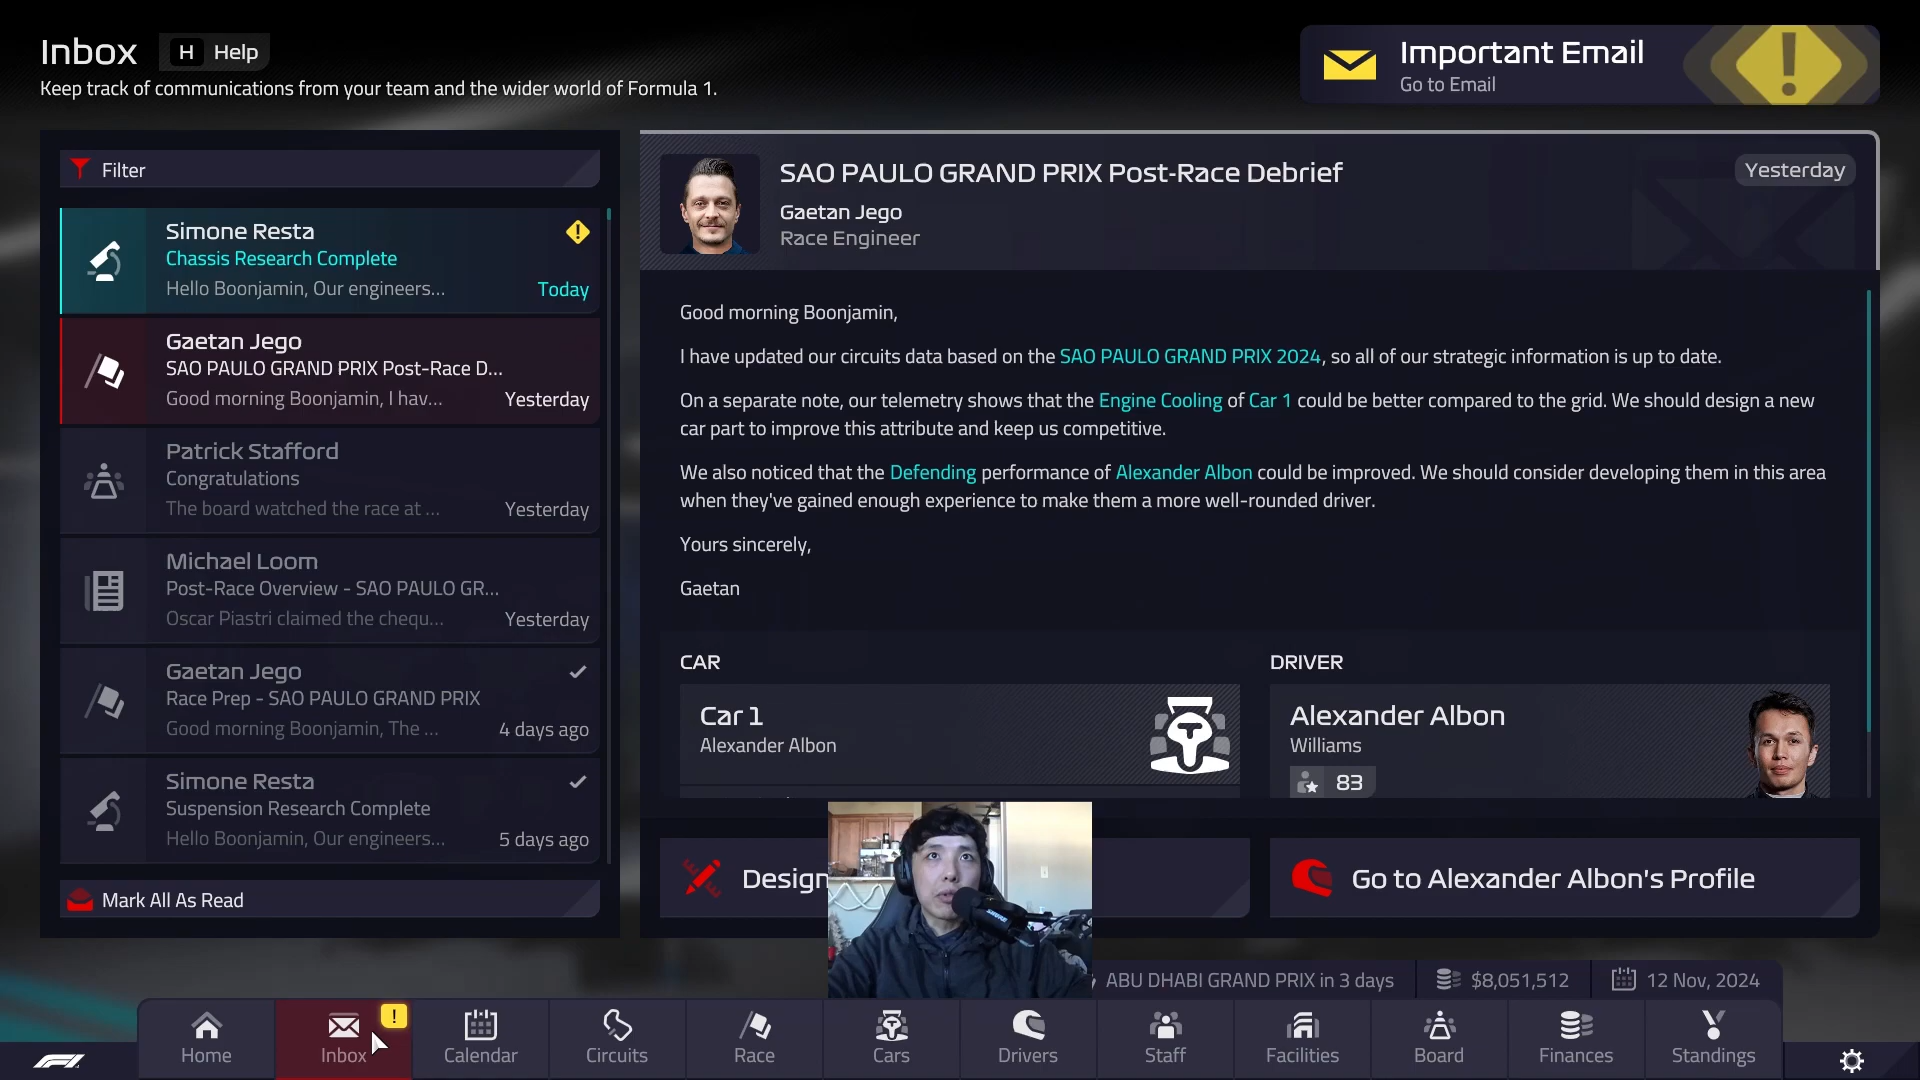 Inbox
H Help
Keep track of communications from your team and the wider world of Formula 1.
Important Email
Go to Email
Filter
Simone Resta
Chassis Research Complete
Hello Boonjamin, Our engineers...
Today
Gaetan Jego
SAO PAULO GRAND PRIX Post-Race D...
Good morning Boonjamin, I hav...
Yesterday
Patrick Stafford
Congratulations
The board watched the race at ...
Yesterday
Michael Loom
Post-Race Overview - SAO PAULO GR...
Oscar Piastri claimed the chequ...
Yesterday
Gaetan Jego
Race Prep - SAO PAULO GRAND PRIX
Good morning Boonjamin, The ...
4 days ago
Simone Resta
Suspension Research Complete
Hello Boonjamin, Our engineers...
5 days ago
Mark All As Read
SAO PAULO GRAND PRIX Post-Race Debrief
Yesterday
Gaetan Jego
Race Engineer
Good morning Boonjamin,
I have updated our circuits data based on the SAO PAULO GRAND PRIX 2024, so all of our strategic information is up to date.
On a separate note, our telemetry shows that the Engine Cooling of Car 1 could be better compared to the grid. We should design a new
car part to improve this attribute and keep us competitive.
We also noticed that the Defending performance of Alexander Albon could be improved. We should consider developing them in this area
when they've gained enough experience to make them a more well-rounded driver.
Yours sincerely,
Gaetan
CAR
Car 1
Alexander Albon
DRIVER
Alexander Albon
Williams
83
Design
Go to Alexander Albon's Profile
ABU DHABI GRAND PRIX in 3 days
$8,051,512
12 Nov, 2024
Home
Inbox
Calendar
Circuits
Race
Cars
Drivers
Staff
Facilities
Board
Finances
Standings